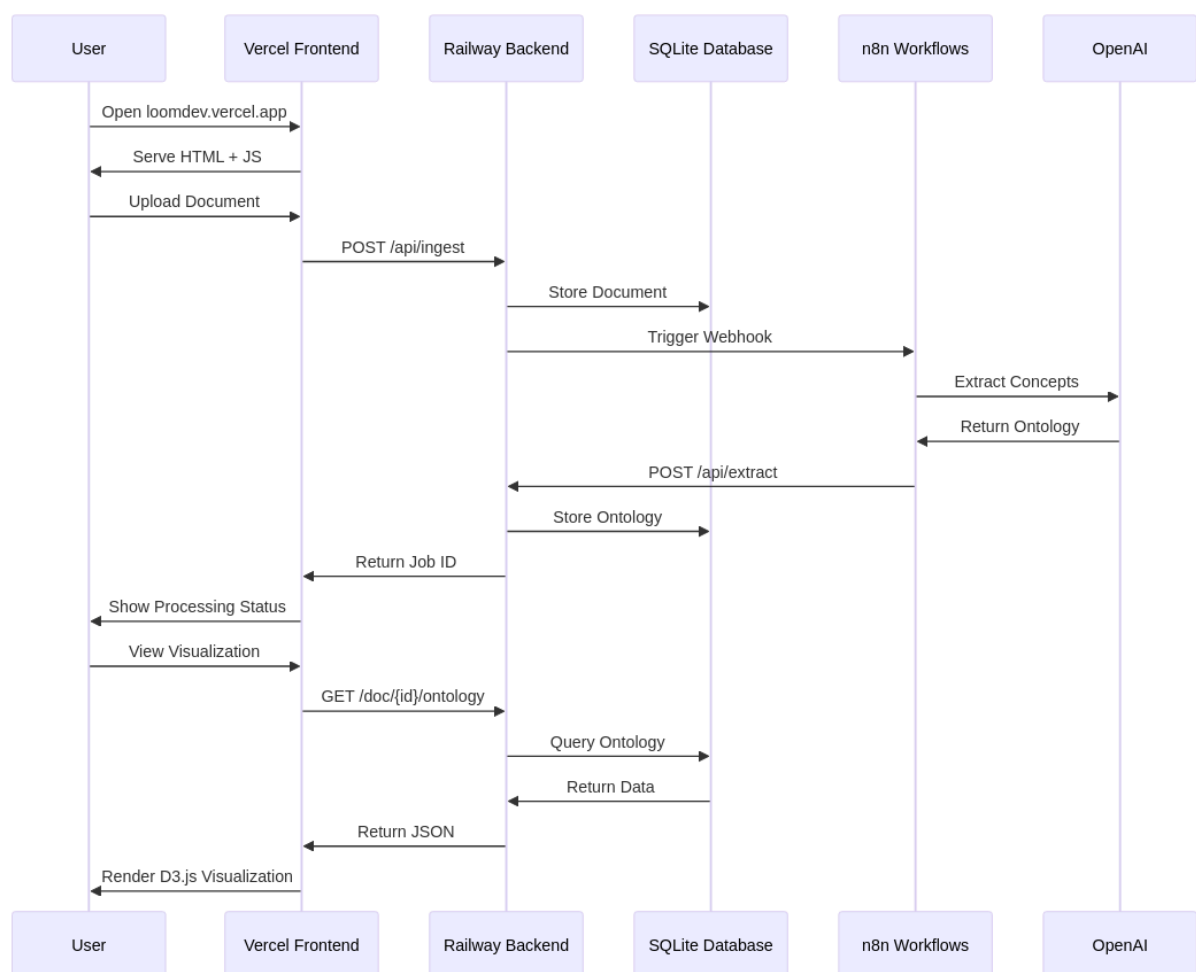 User
Vercel Frontend
Railway Backend
SQLite Database
n8n Workflows
OpenAI
Open loomdev.vercel.app
Serve HTML + JS
Upload Document
POST /api/ingest
Store Document
Trigger Webhook
Extract Concepts
Return Ontology
POST /api/extract
Store Ontology
Return Job ID
Show Processing Status
View Visualization
GET /doc/{id}/ontology
Query Ontology
Return Data
Return JSON
Render D3.js Visualization
User
Vercel Frontend
Railway Backend
SQLite Database
n8n Workflows
OpenAI